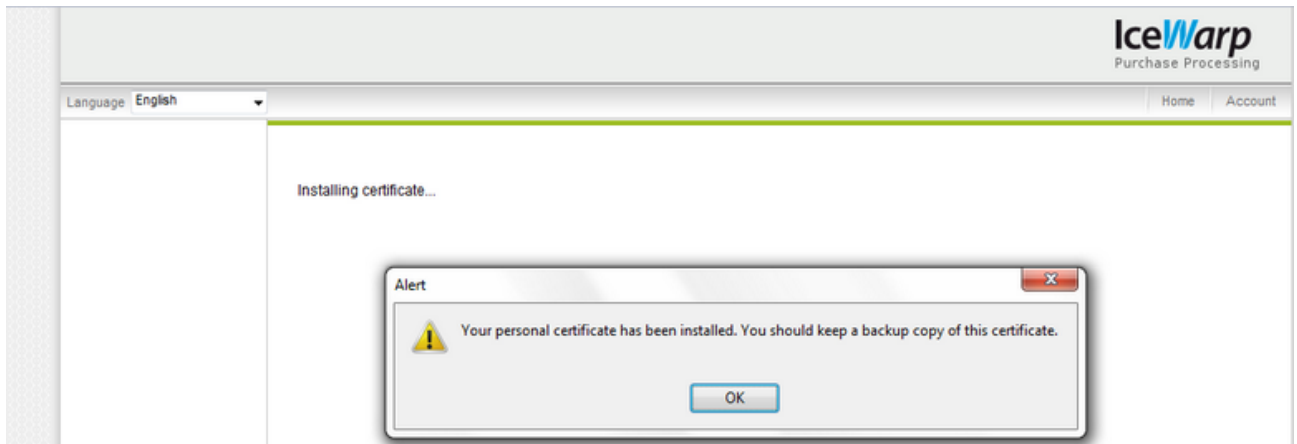 IceWarp
Purchase Processing
Language English
Home Account
Installing certificate...
Alert
Your personal certificate has been installed. You should keep a backup copy of this certificate.
OK